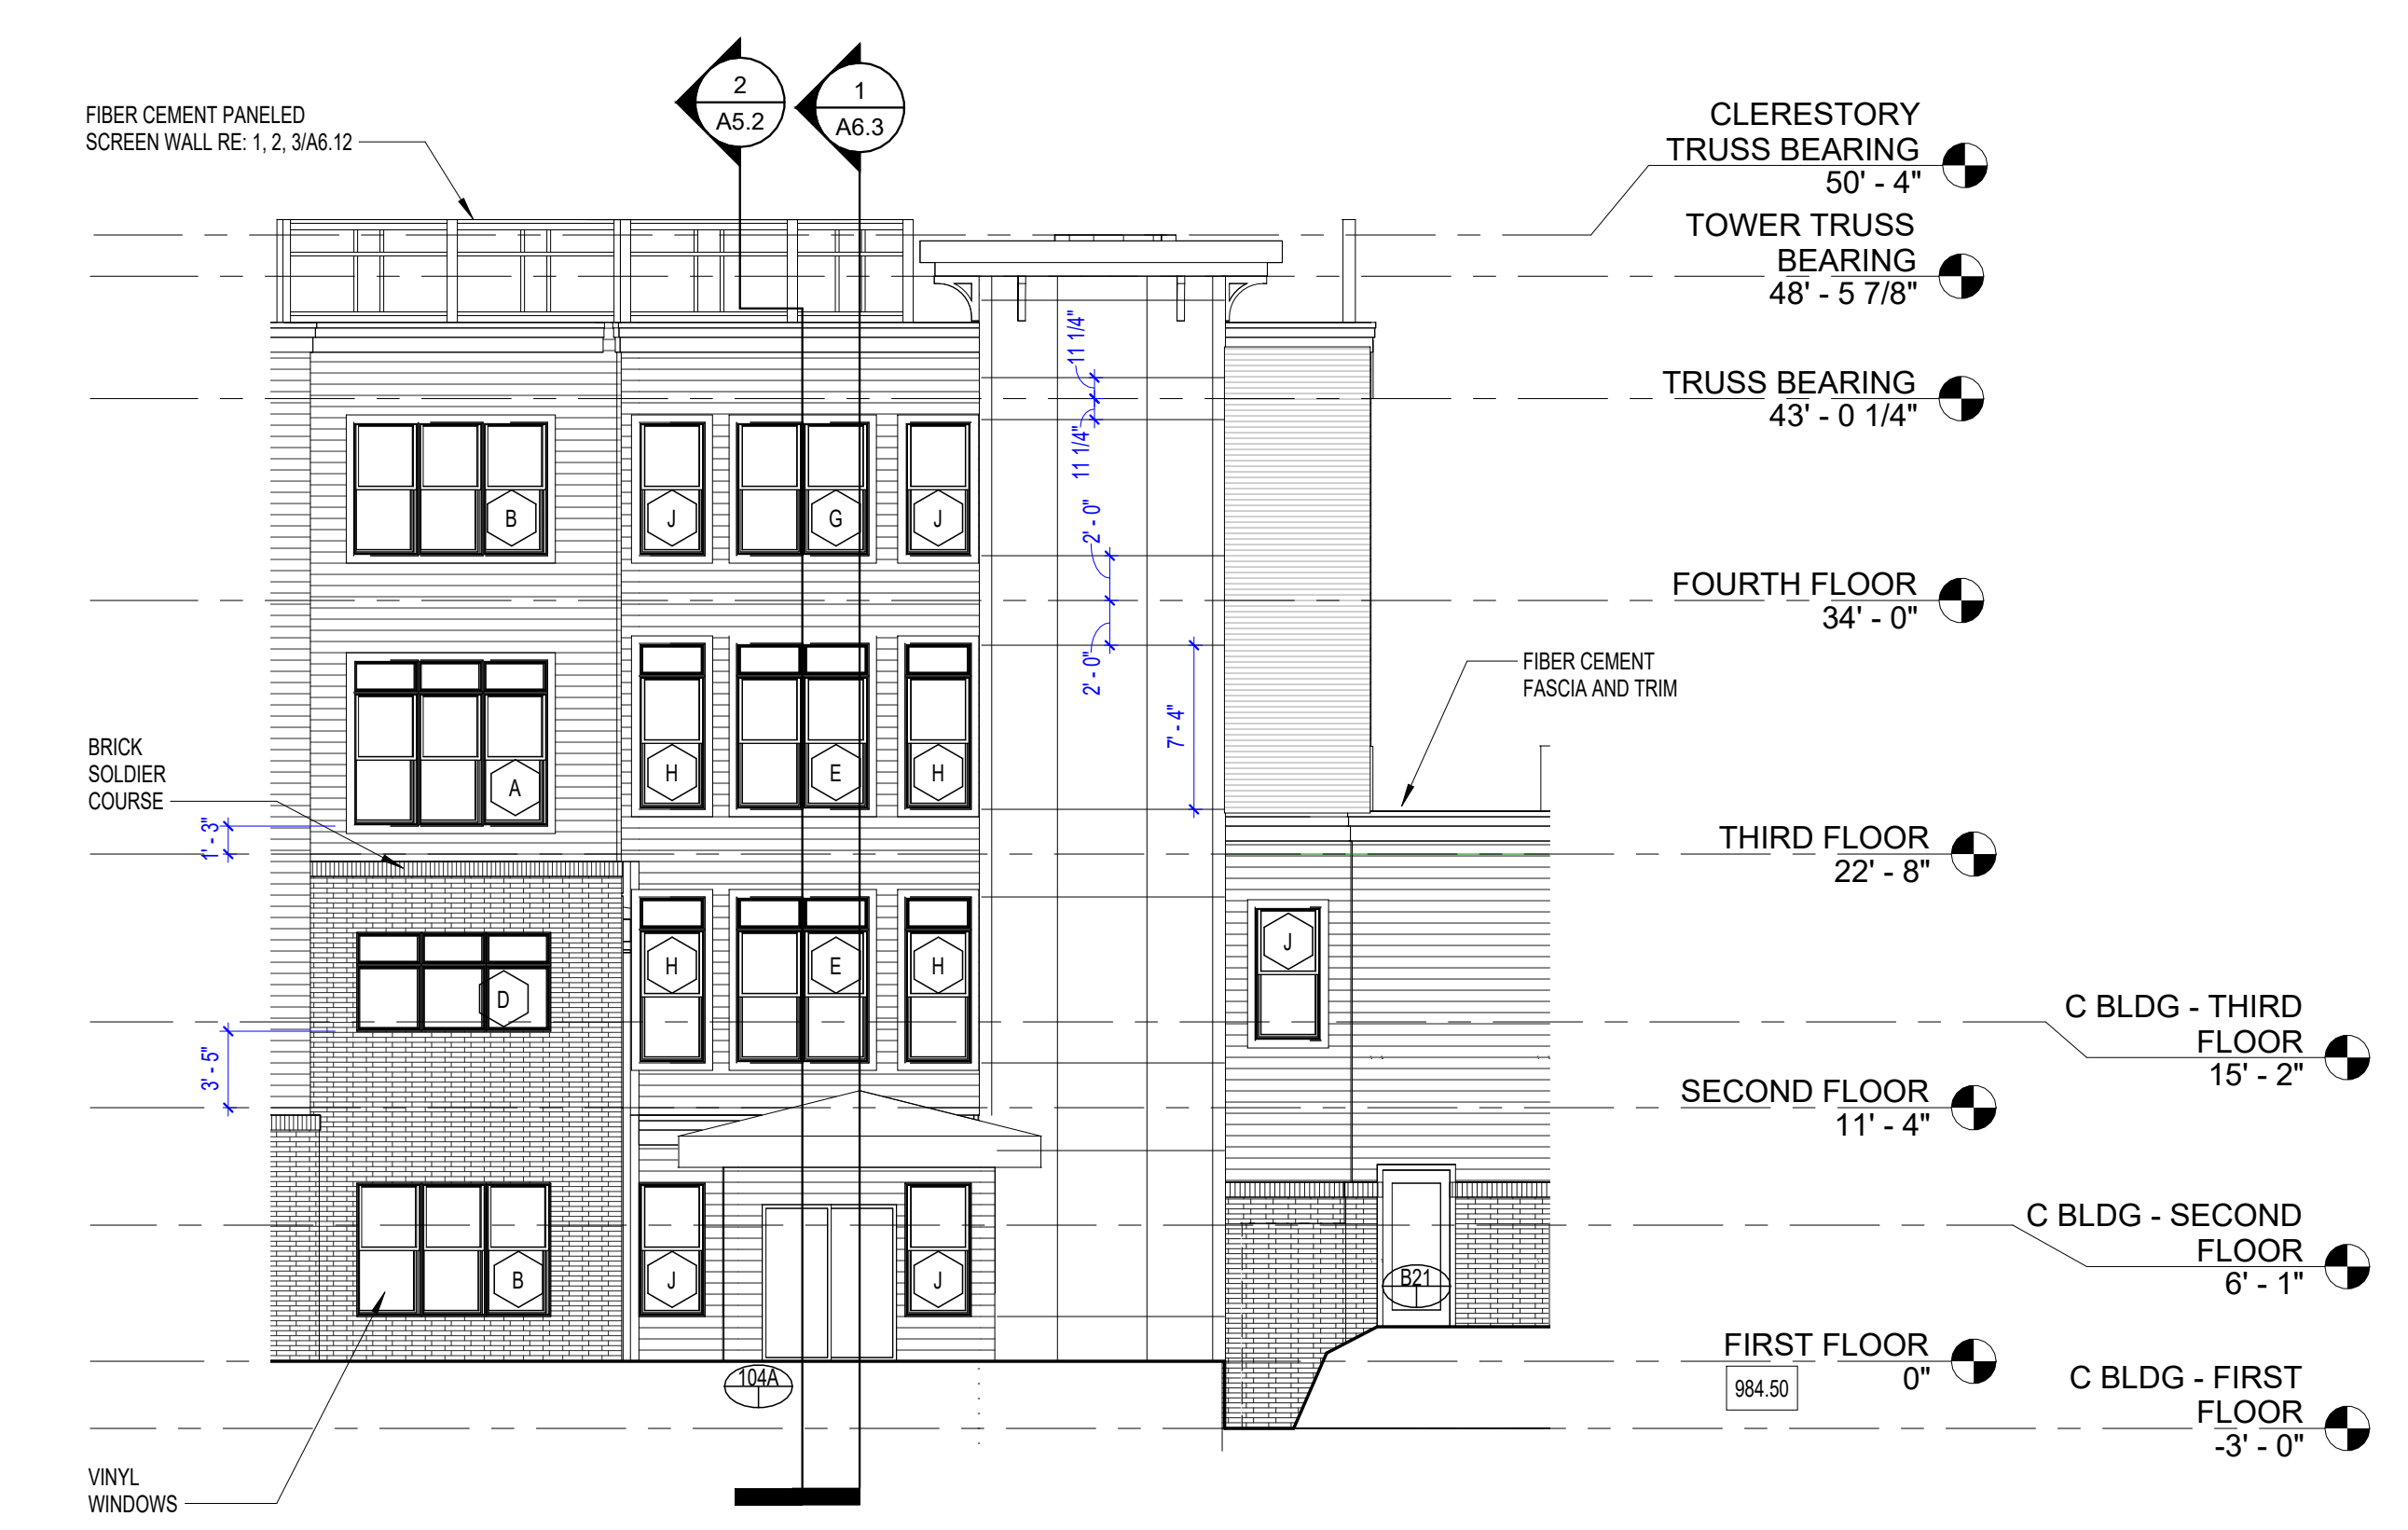 2
A5.2
1
A6.3
FIBER CEMENT PANELED
SCREEN WALL RE: 1, 2, 3/A6.12
CLERESTORY
TRUSS BEARING
50' - 4"
TOWER TRUSS
BEARING
48' - 5 7/8"
11 1/4"
TRUSS BEARING
43' - 0 1/4"
11 1/4"
B
J
G
J
2' - 0"
FOURTH FLOOR
34' - 0"
2' - 0"
FIBER CEMENT
FASCIA AND TRIM
7' - 4"
BRICK
SOLDIER
COURSE
A
H
E
H
1' - 3"
THIRD FLOOR
22' - 8"
D
H
E
H
J
C BLDG - THIRD
FLOOR
15' - 2"
3' - 5"
SECOND FLOOR
11' - 4"
C BLDG - SECOND
FLOOR
6' - 1"
B
J
J
B21
FIRST FLOOR
0"
984.50
104A
C BLDG - FIRST
FLOOR
-3' - 0"
VINYL
WINDOWS